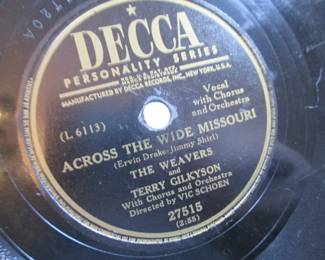 1780A
DECCA
PERSONALITY SERIES
MANUFACTURED BY DECCA RECORDS, INC., NEW YORK, U.S.A.
Vocal
with Chorus
and Orchestra
(L 6113)
ACROSS THE WIDE MISSOURI
(Ervin Drake-Jimmy Shirl)
THE WEAVERS
and
TERRY GILKYSON
With Chorus and Orchestra
Directed by VIC SCHOEN
27515
(2:55)